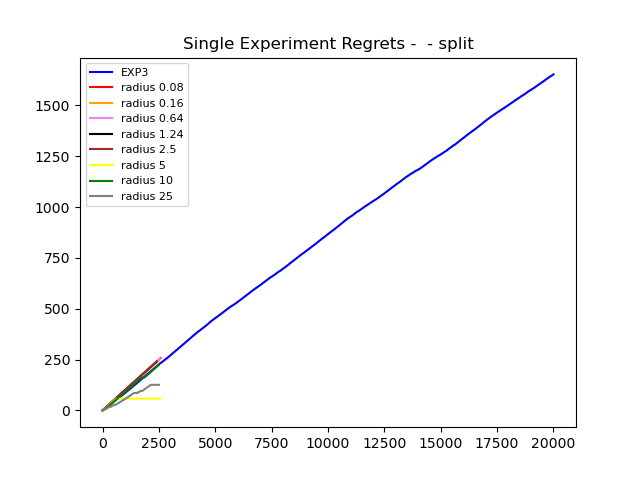 Single Experiment Regrets -  - split
EXP3
radius 0.08
radius 0.16
radius 0.64
radius 1.24
radius 2.5
radius 5
radius 10
radius 25
1500
1250
1000
750
500
250
0
0 2500 5000 7500 10000 12500 15000 17500 20000